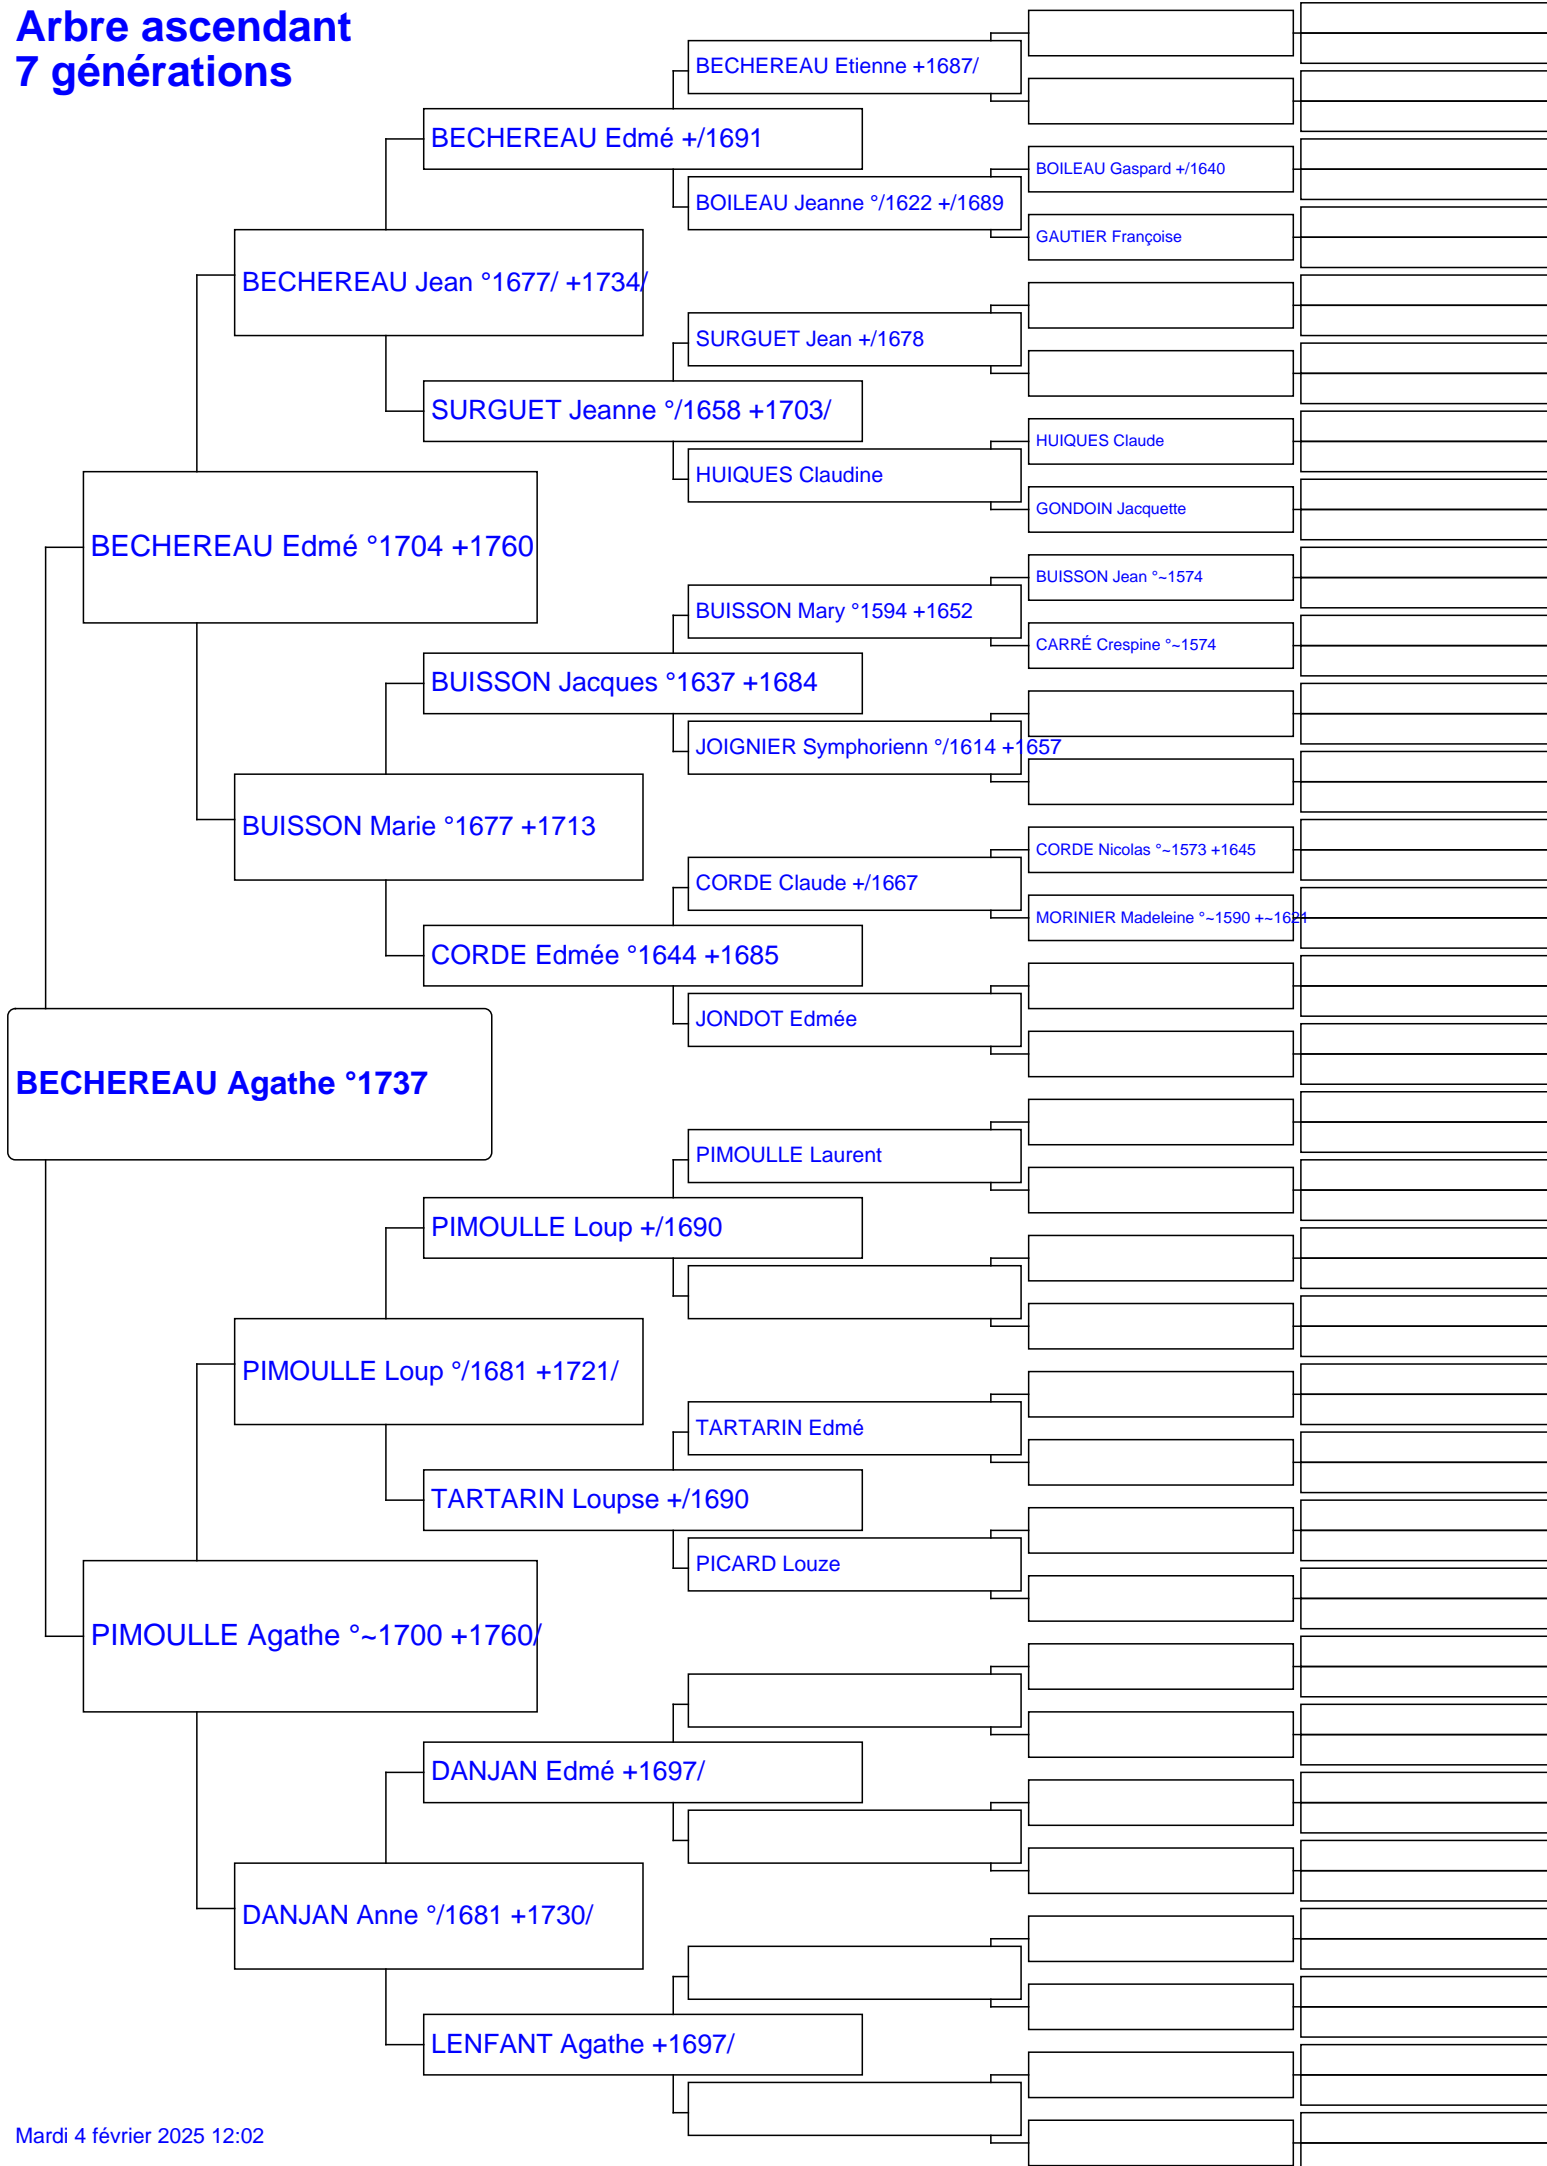 Arbre ascendant
7 générations
BECHEREAU Etienne +1687/
BECHEREAU Edmé +/1691
BOILEAU Gaspard +/1640
BOILEAU Jeanne °/1622 +/1689
GAUTIER Françoise
BECHEREAU Jean °1677/ +1734/
SURGUET Jean +/1678
SURGUET Jeanne °/1658 +1703/
HUIQUES Claude
HUIQUES Claudine
GONDOIN Jacquette
BECHEREAU Edmé °1704 +1760
BUISSON Jean °~1574
BUISSON Mary °1594 +1652
CARRÉ Crespine °~1574
BUISSON Jacques °1637 +1684
JOIGNIER Symphorienn °/1614 +1657
BUISSON Marie °1677 +1713
CORDE Nicolas °~1573 +1645
CORDE Claude +/1667
MORINIER Madeleine °~1590 +~1621
CORDE Edmée °1644 +1685
JONDOT Edmée
BECHEREAU Agathe °1737
PIMOULLE Laurent
PIMOULLE Loup +/1690
PIMOULLE Loup °/1681 +1721/
TARTARIN Edmé
TARTARIN Loupse +/1690
PICARD Louze
PIMOULLE Agathe °~1700 +1760/
DANJAN Edmé +1697/
DANJAN Anne °/1681 +1730/
LENFANT Agathe +1697/
Mardi 4 février 2025 12:02